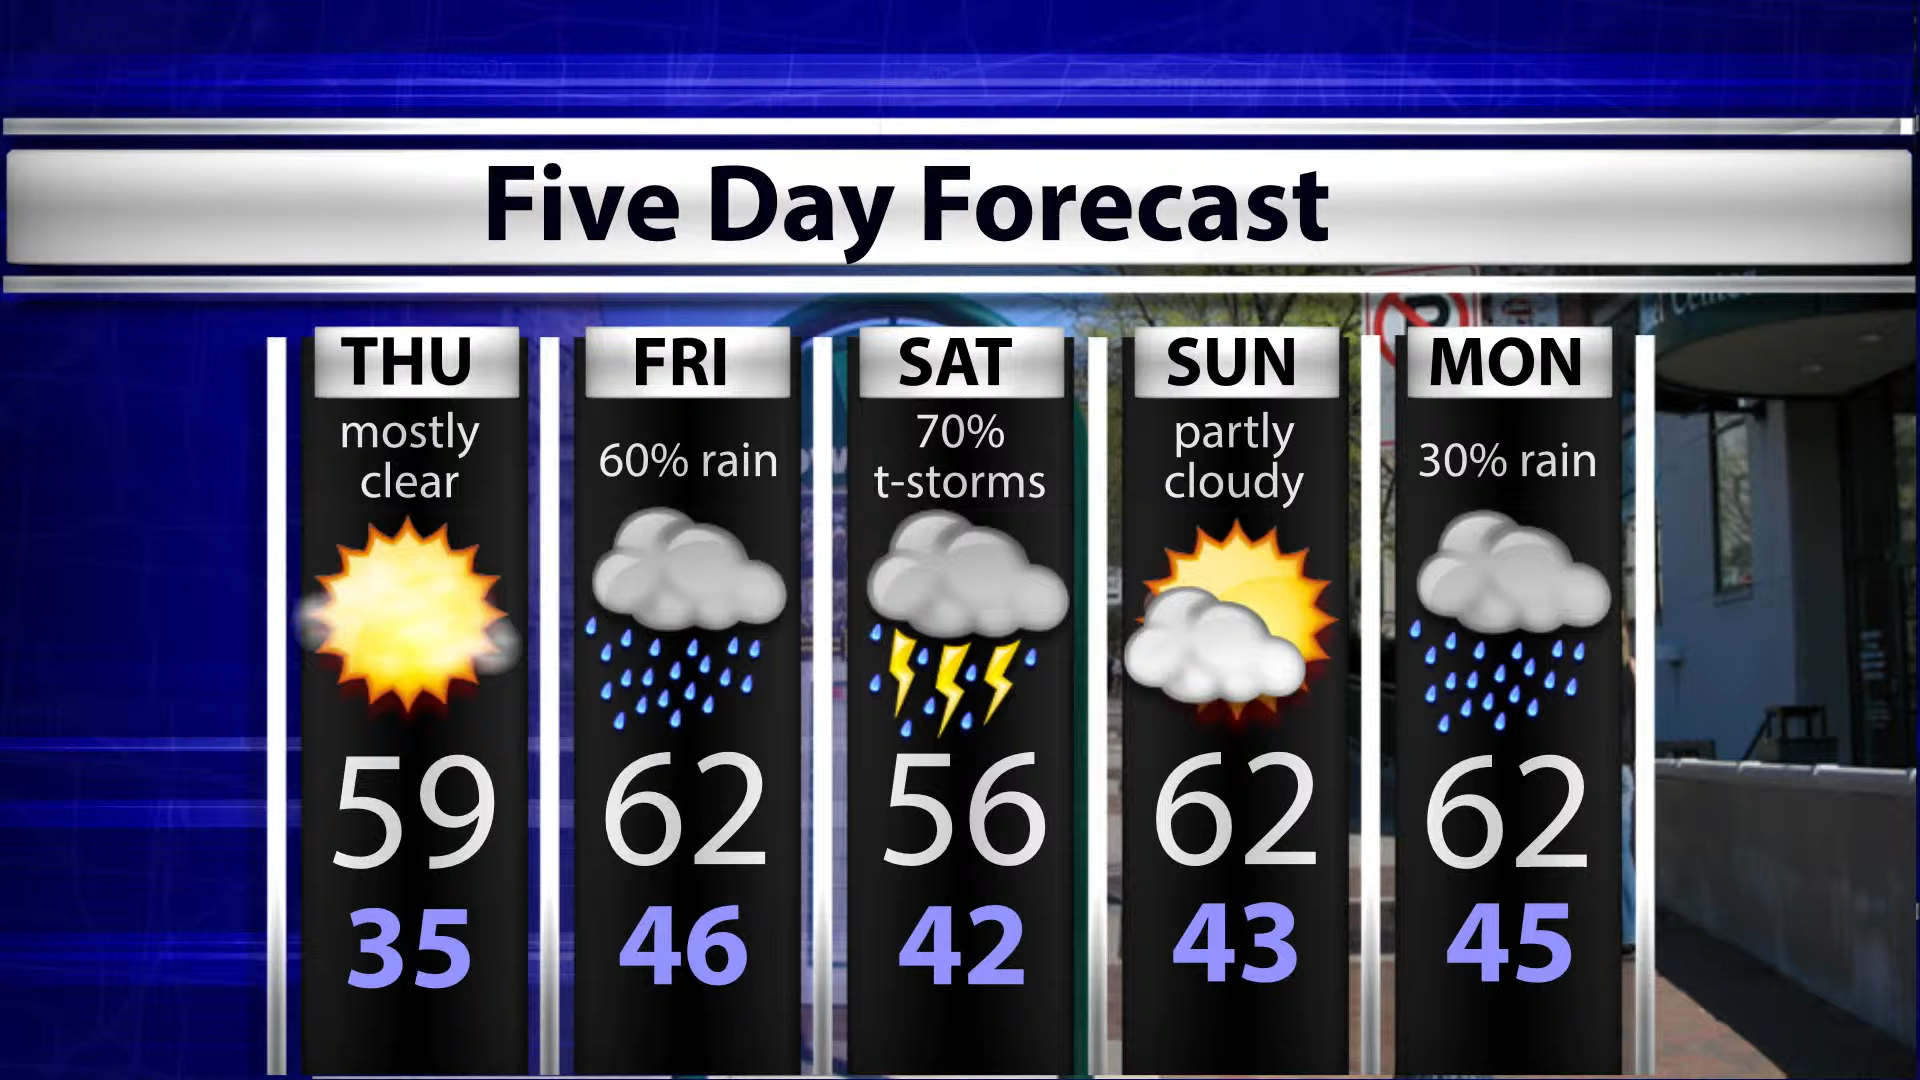 Five Day Forecast
THU
mostly
clear
59
35
FRI
60% rain
62
46
SAT
70%
t-storms
56
42
SUN
partly
cloudy
62
43
MON
30% rain
62
45